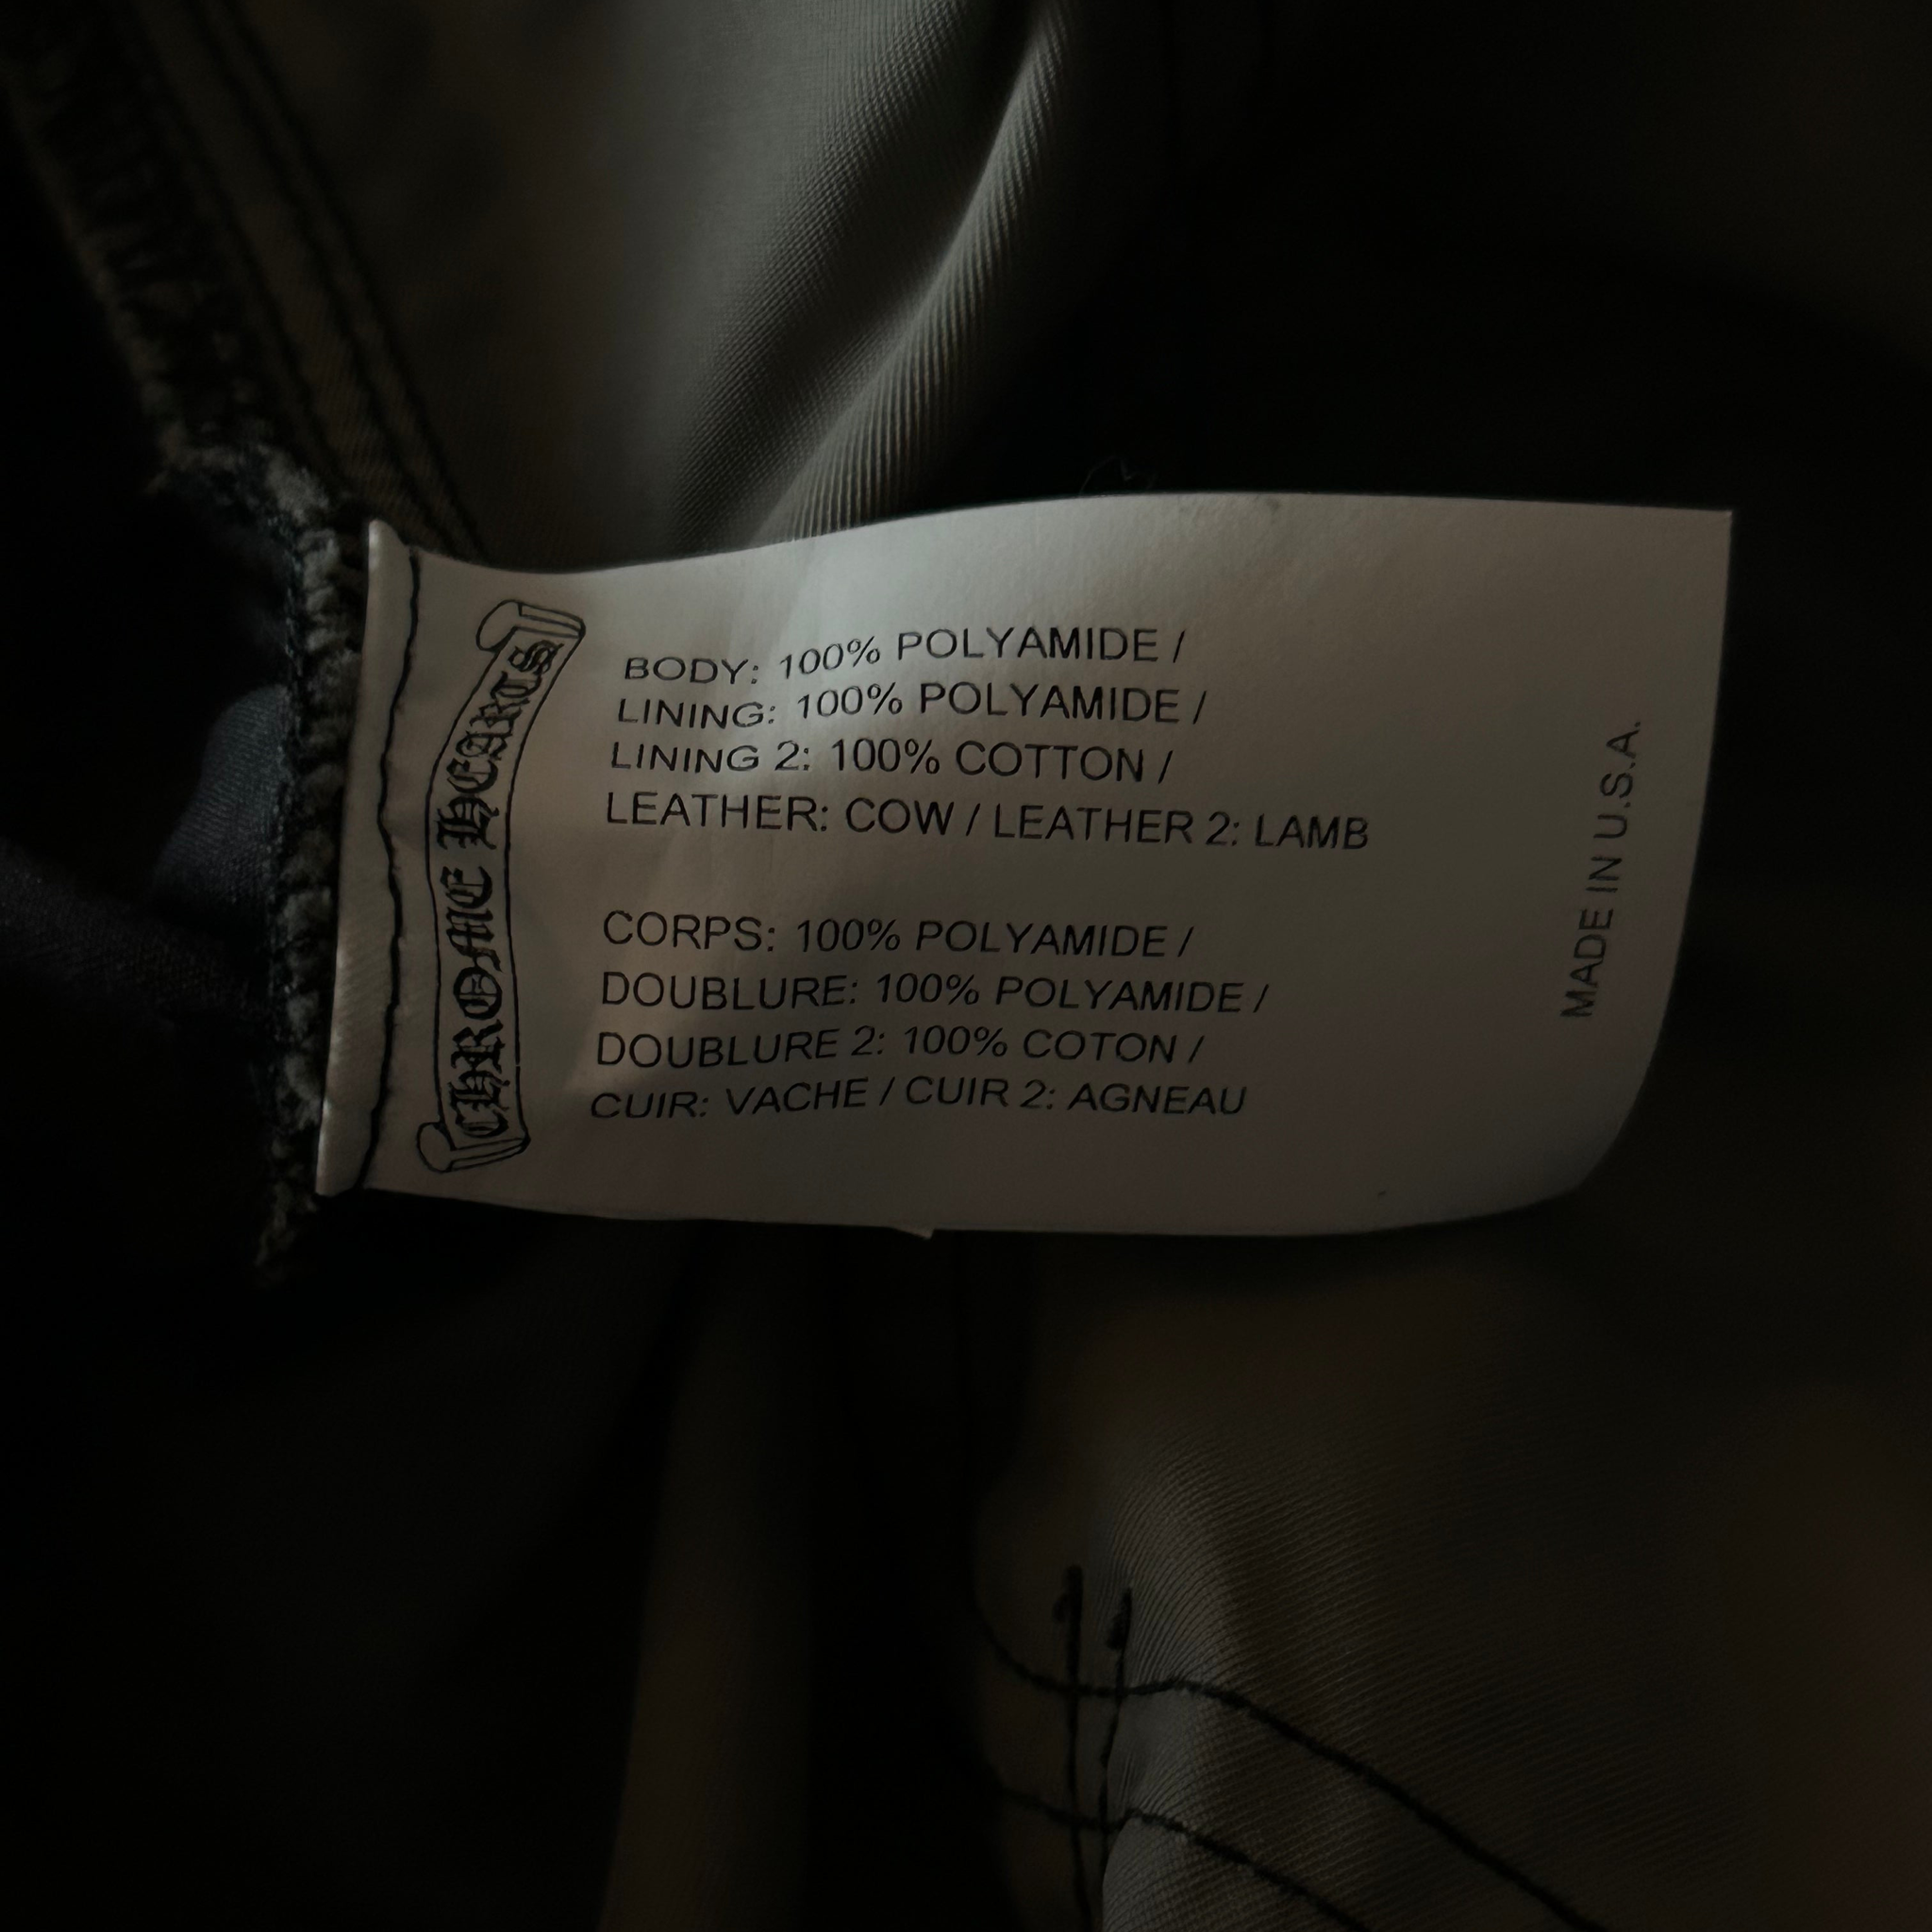 CHROME HEARTS
BODY: 100% POLYAMIDE /
LINING: 100% POLYAMIDE /
LINING 2: 100% COTTON /
LEATHER: COW / LEATHER 2: LAMB
CORPS: 100% POLYAMIDE /
DOUBLURE: 100% POLYAMIDE /
DOUBLURE 2: 100% COTON /
CUIR: VACHE / CUIR 2: AGNEAU
MADE IN U.S.A.